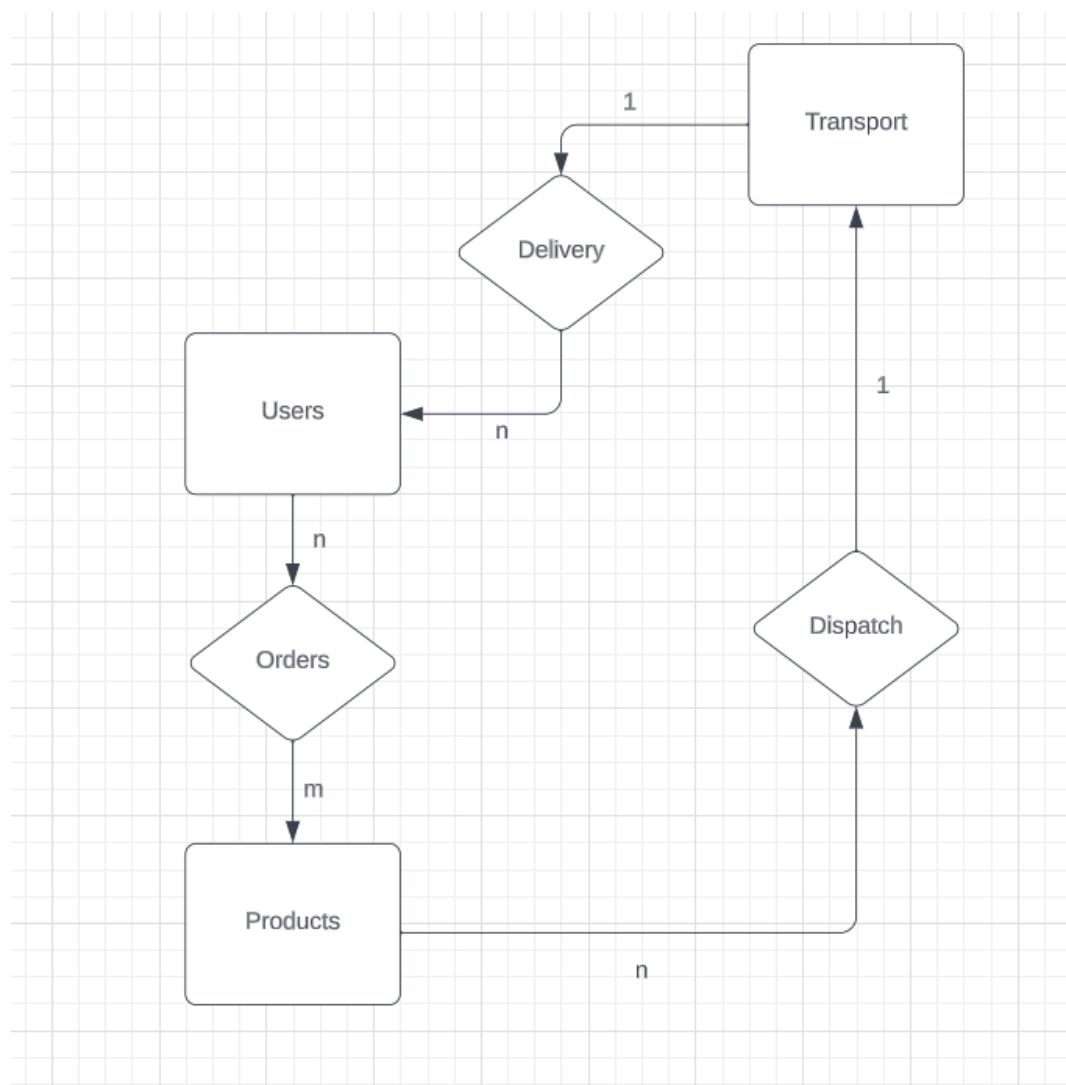 1
Transport
Delivery
Users
n
1
n
Orders
Dispatch
m
Products
n